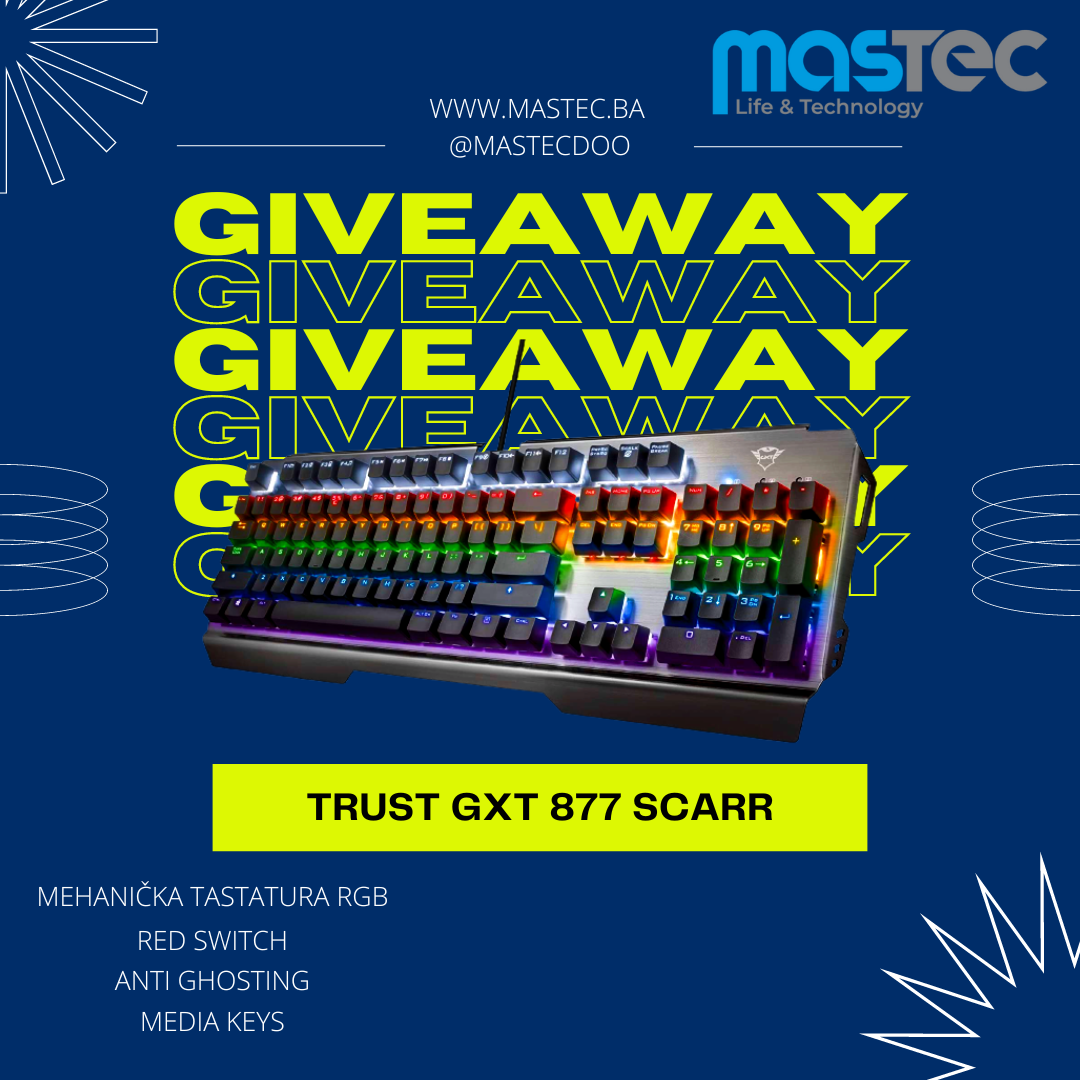 mastec
Life & Technology
WWW.MASTEC.BA
@MASTECDOO
GIVEAWAY
GIVEAWAY
GIVEAWAY
GIVEAWAY
TRUST GXT 877 SCARR
MEHANIČKA TASTATURA RGB
RED SWITCH
ANTI GHOSTING
MEDIA KEYS